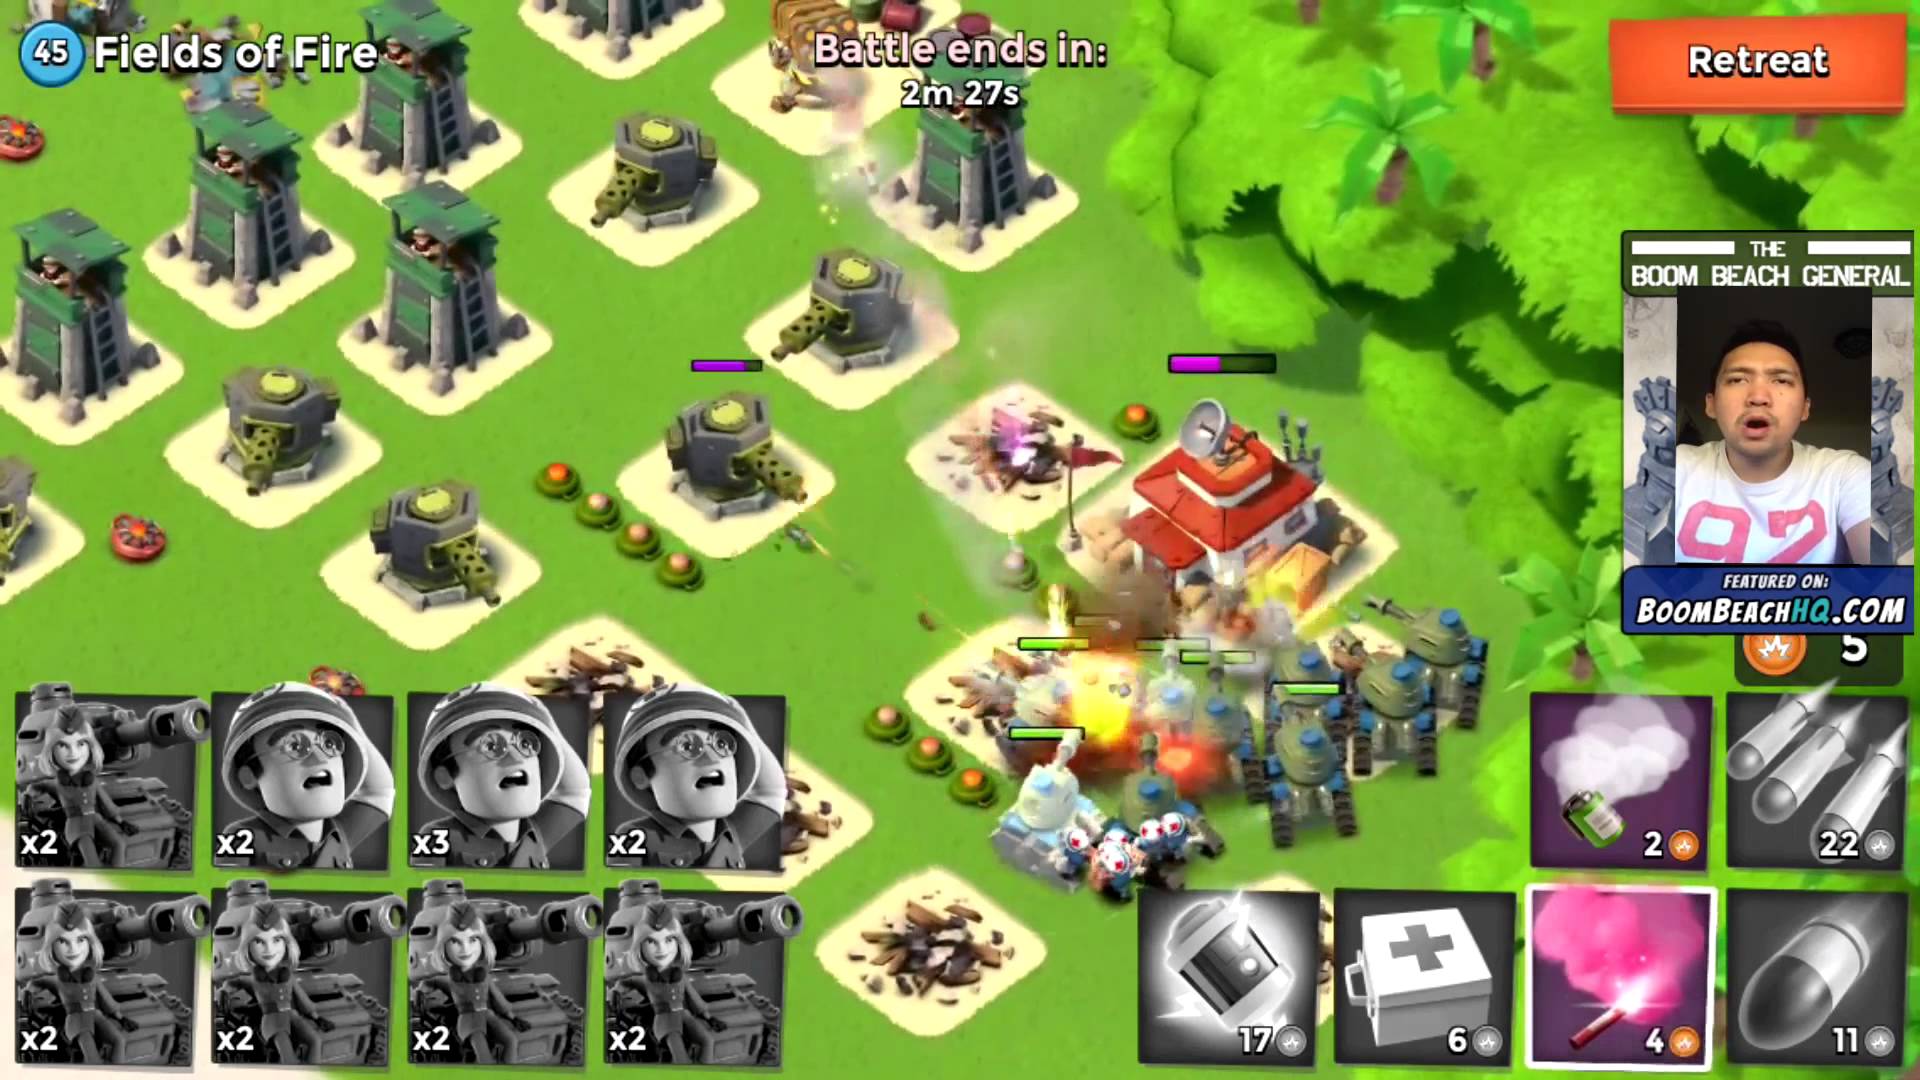 45 Fields of Fire
Battle ends in:
2m 27s
Retreat
THE
BOOM BEACH GENERAL
92
FEATURED ON:
BOOMBEACHHQ.COM
5
x2
x2
x3
x2
2
22
x2
x2
x2
x2
17
6
4
11